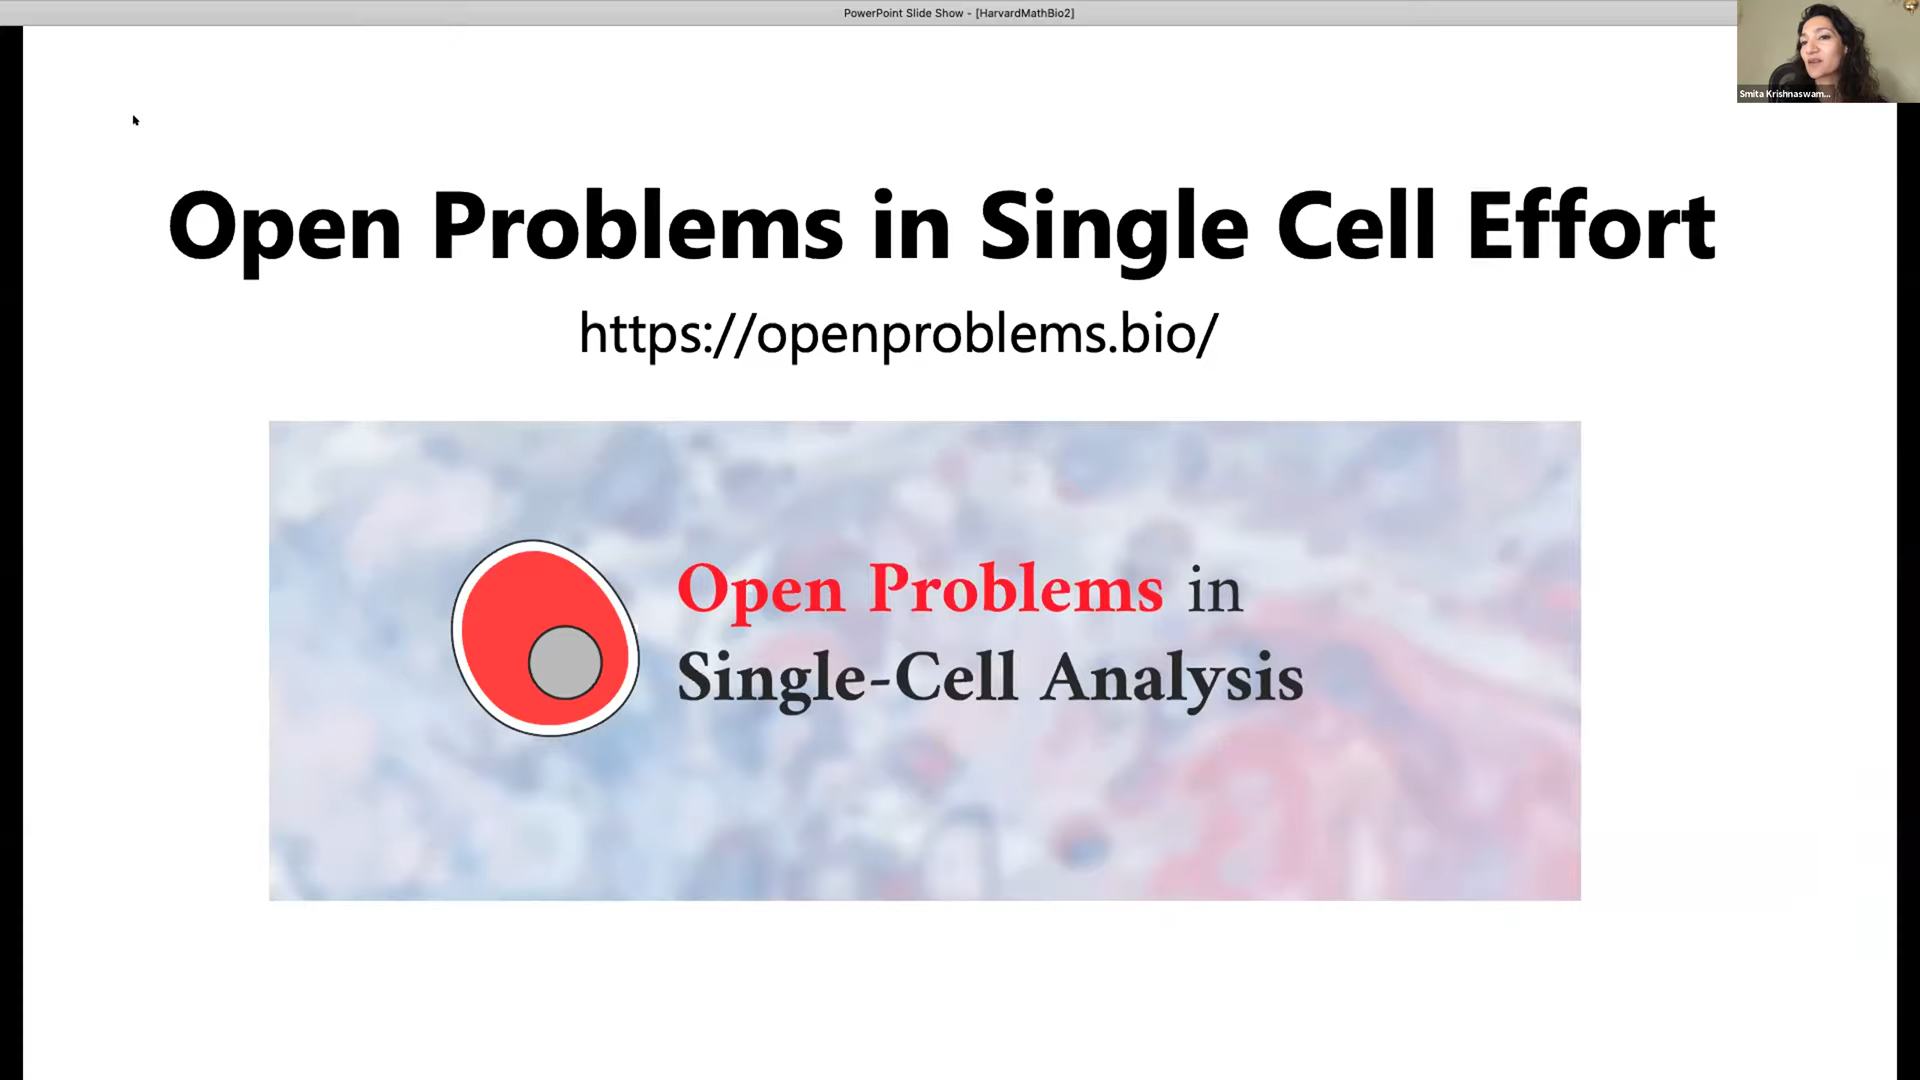 PowerPoint Slide Show - [HarvardMathBio2]
Smita Krishnaswam...
Open Problems in Single Cell Effort
https://openproblems.bio/
Open Problems in
Single-Cell Analysis